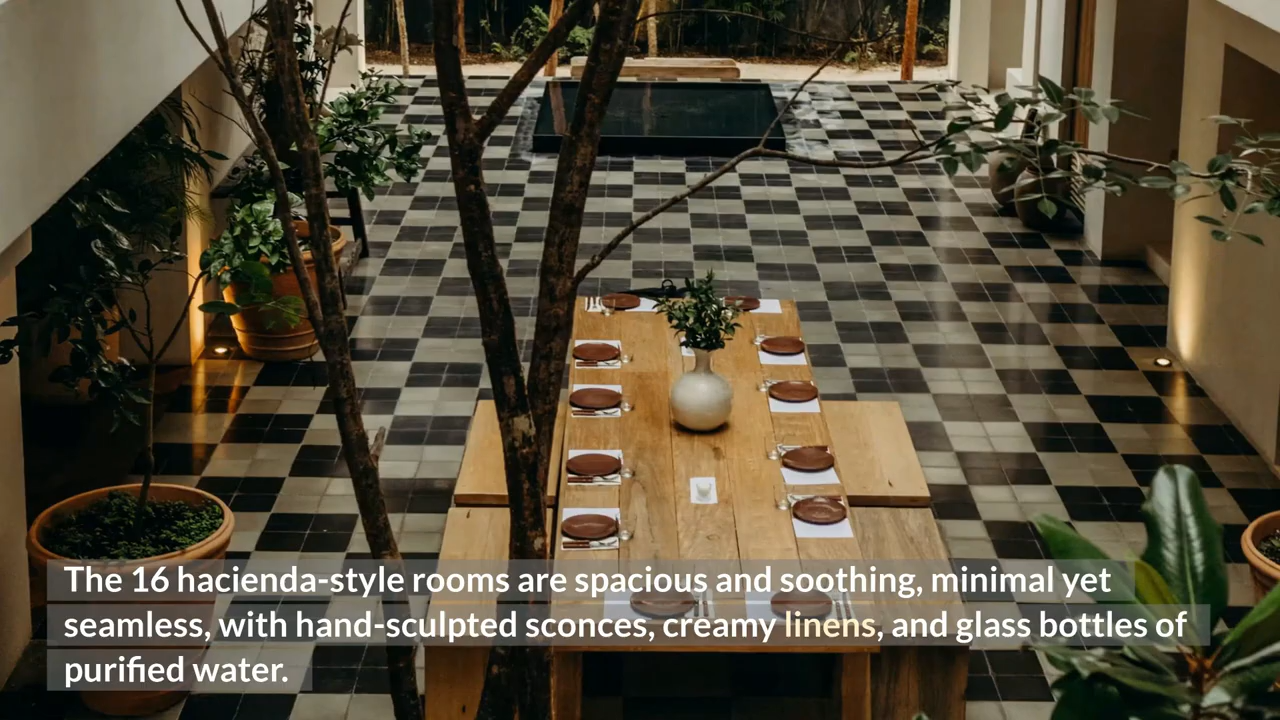 The 16 hacienda-style rooms are spacious and soothing, minimal yet
seamless, with hand-sculpted sconces, creamy linens, and glass bottles of
purified water.